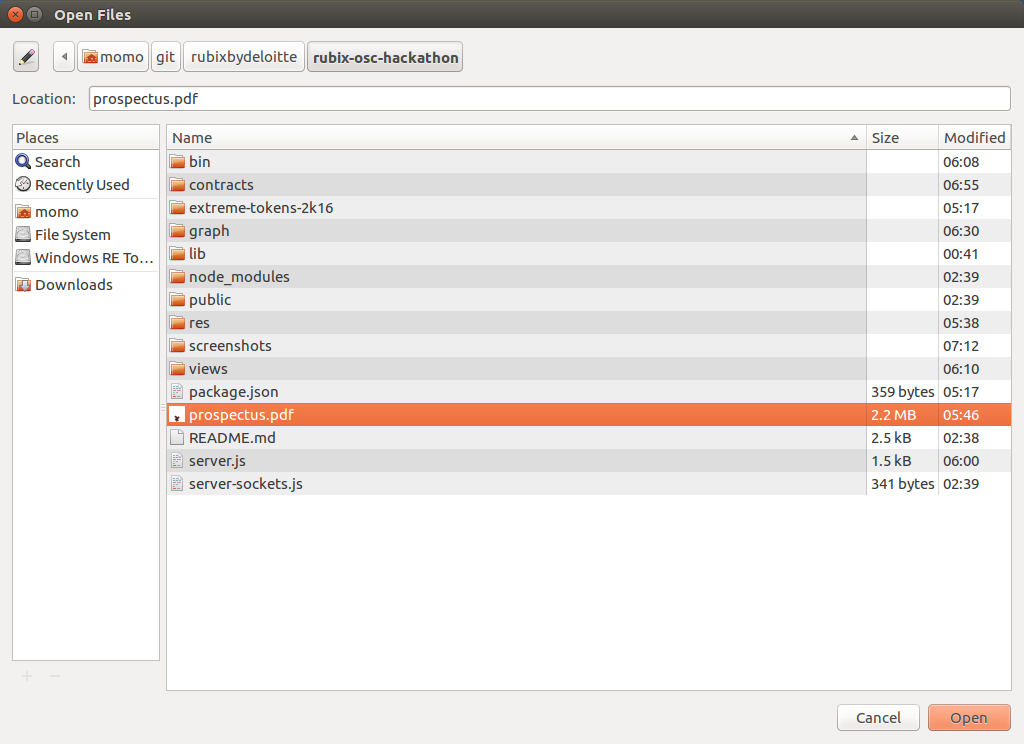 Open Files
momo git rubixbydeloitte rubix-osc-hackathon
Location: prospectus.pdf
Places
Search
Recently Used
momo
File System
Windows RE To...
Downloads
Name Size Modified
bin 06:08
contracts 06:55
extreme-tokens-2k16 05:17
graph 06:30
lib 00:41
node_modules 02:39
public 02:39
res 05:38
screenshots 07:12
views 06:10
package.json 359 bytes 05:17
prospectus.pdf 2.2 MB 05:46
README.md 2.5 kB 02:38
server.js 1.5 kB 06:00
server-sockets.js 341 bytes 02:39
Cancel Open